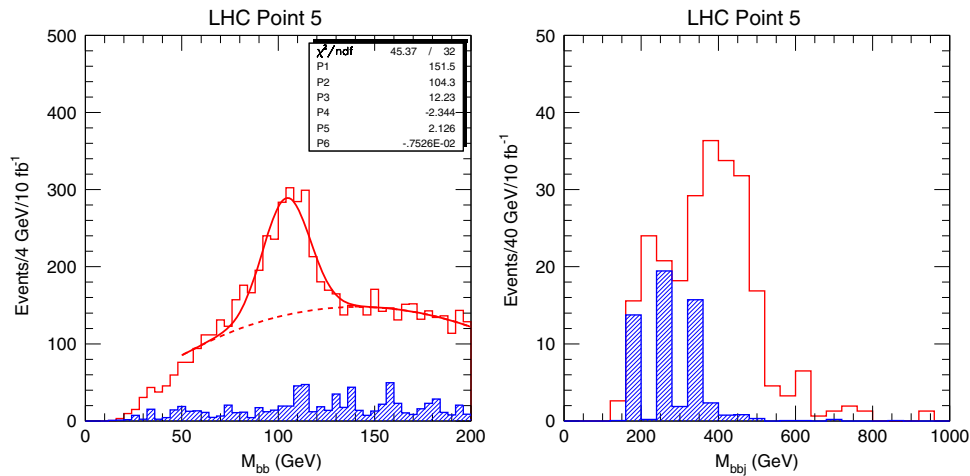 LHC Point 5
500
400
300
200
100
0
Events/4 GeV/10 fb⁻¹
χ²/ndf 45.37 / 32
P1 151.5
P2 104.3
P3 12.23
P4 -2.344
P5 2.126
P6 -.7526E-02
0 50 100 150 200
M_bb (GeV)
LHC Point 5
50
40
30
20
10
0
Events/40 GeV/10 fb⁻¹
0 200 400 600 800 1000
M_bbj (GeV)